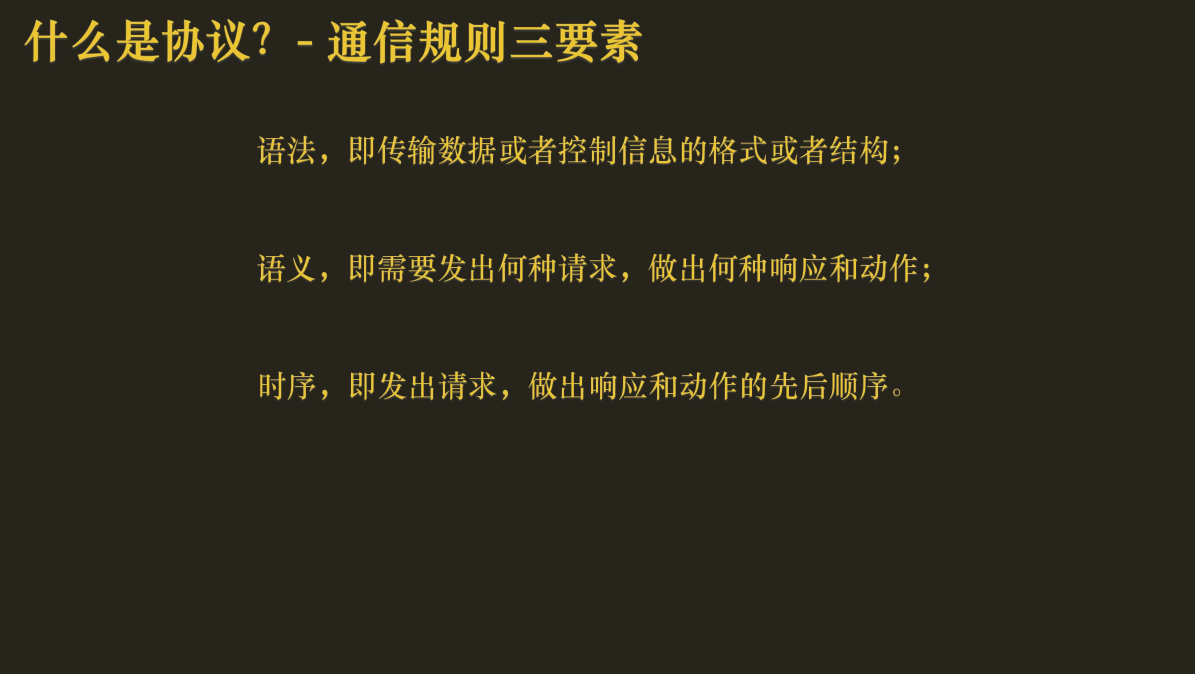 什么是协议？- 通信规则三要素
语法，即传输数据或者控制信息的格式或者结构；
语义，即需要发出何种请求，做出何种响应和动作；
时序，即发出请求，做出响应和动作的先后顺序。